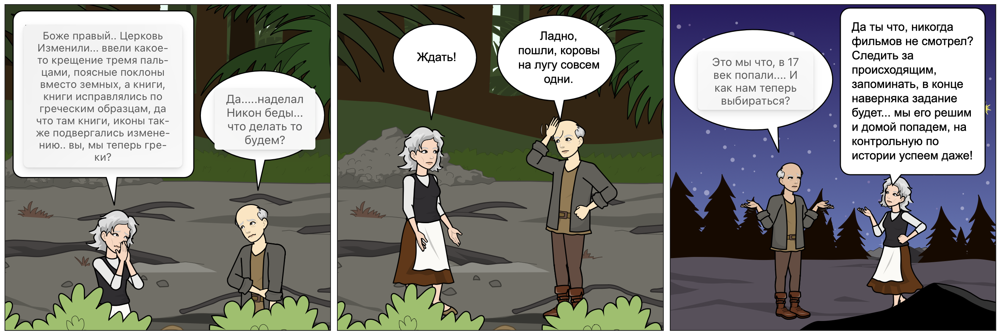 Боже правый.. Церковь
Изменили... ввели какое-
то крещение тремя паль-
цами, поясные поклоны
вместо земных, а книги,
книги исправлялись по
греческим образцам, да
что там книги, иконы так-
же подвергались измене-
нию.. вы, мы теперь гре-
ки?
Да.....наделал
Никон беды...
что делать то
будем?
Ждать!
Ладно,
пошли, коровы
на лугу совсем
одни.
Это мы что, в 17
век попали.... И
как нам теперь
выбираться?
Да ты что, никогда
фильмов не смотрел?
Следить за
происходящим,
запоминать, в конце
наверняка задание
будет... мы его решим
и домой попадем, на
контрольную по
истории успеем даже!